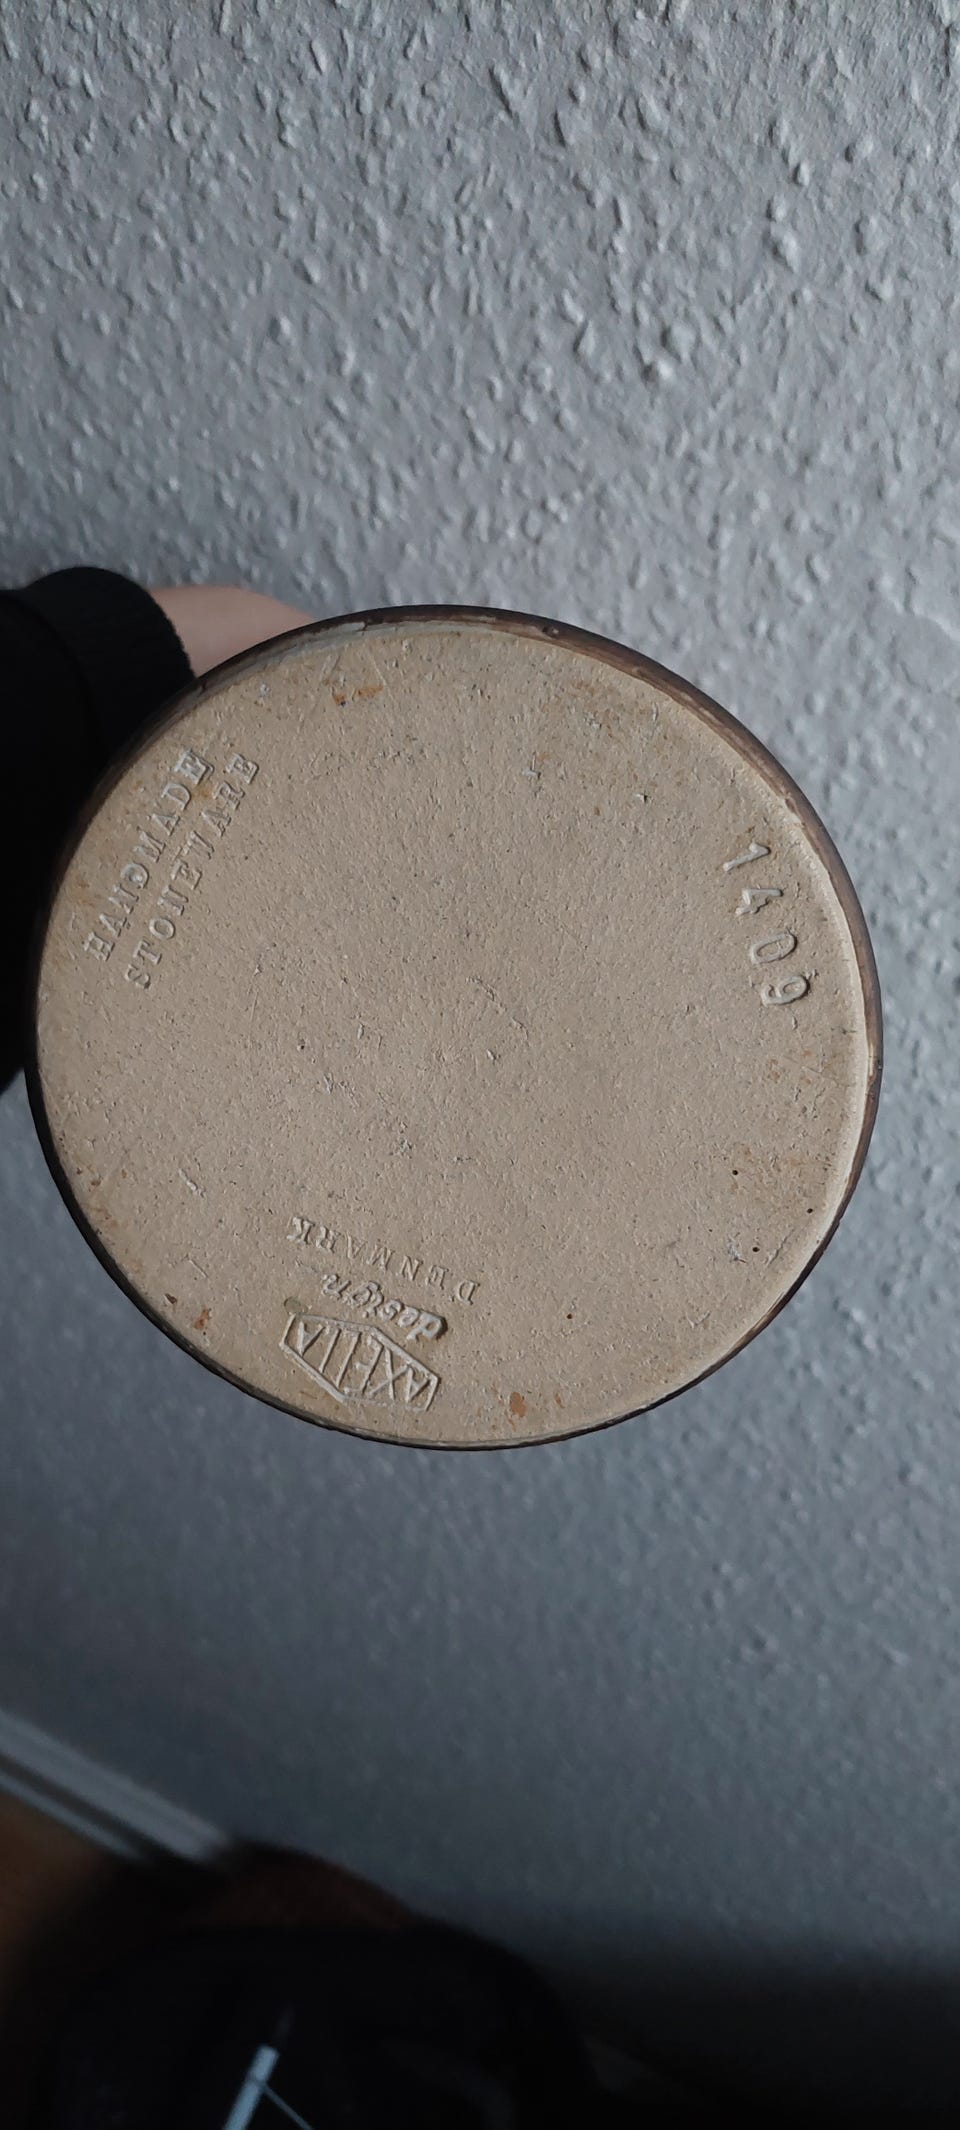 HANDMADE
STONEWARE
1409
AXELLA
design
DENMARK